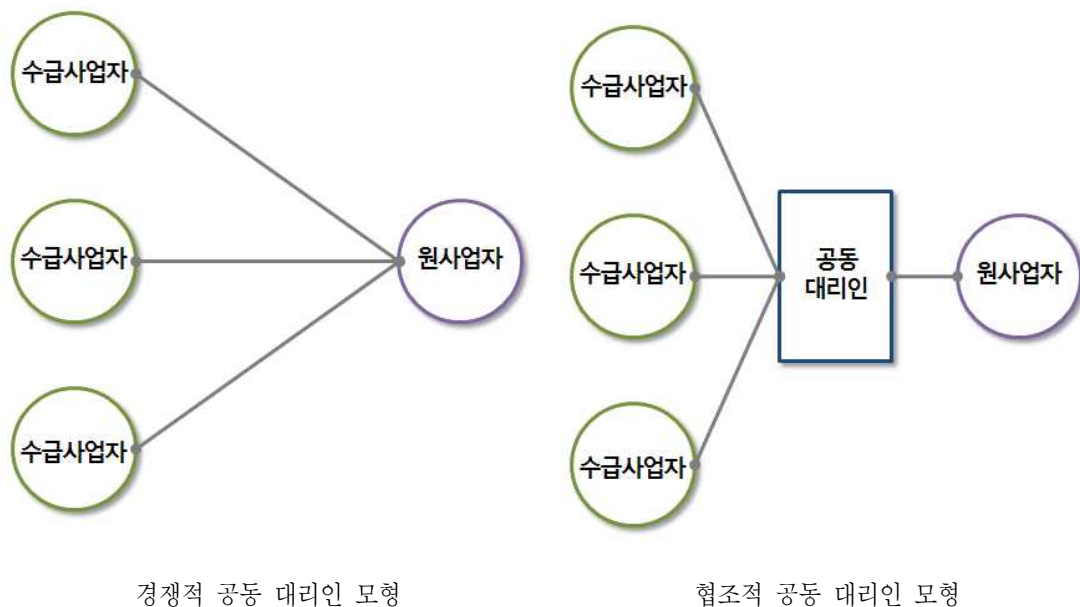 수급사업자
수급사업자
수급사업자
원사업자
경쟁적 공동 대리인 모형
수급사업자
수급사업자
수급사업자
공동
대리인
원사업자
협조적 공동 대리인 모형